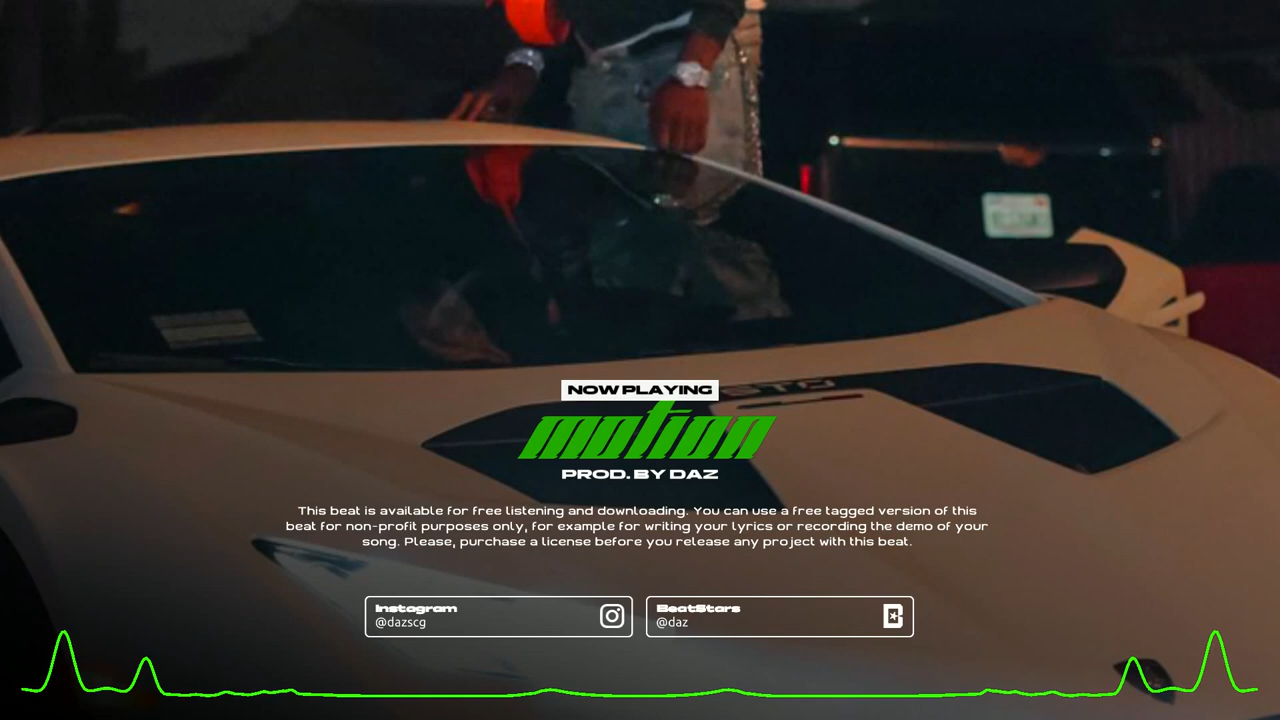 NOW PLAYING
motion
PROD. BY DAZ
This beat is available for free listening and downloading. You can use a free tagged version of this
beat for non-profit purposes only, for example for writing your lyrics or recording the demo of your
song. Please, purchase a license before you release any project with this beat.
Instagram
@dazscg
BeatStars
@daz